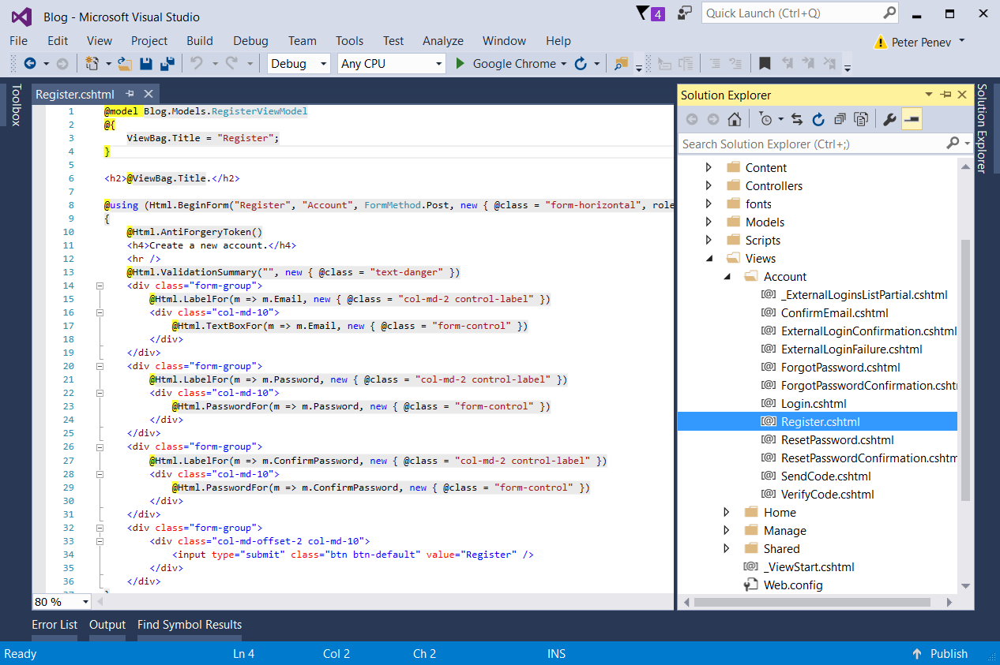 Blog - Microsoft Visual Studio
4
Quick Launch (Ctrl+Q)
File Edit View Project Build Debug Team Tools Test Analyze Window Help
Peter Penev
Debug
Any CPU
Google Chrome
Toolbox
Register.cshtml
1 @model Blog.Models.RegisterViewModel
2 @{
3 ViewBag.Title = "Register";
4 }
5
6 <h2>@ViewBag.Title.</h2>
7
8 @using (Html.BeginForm("Register", "Account", FormMethod.Post, new { @class = "form-horizontal", role
9 {
10 @Html.AntiForgeryToken()
11 <h4>Create a new account.</h4>
12 <hr />
13 @Html.ValidationSummary("", new { @class = "text-danger" })
14 <div class="form-group">
15 @Html.LabelFor(m => m.Email, new { @class = "col-md-2 control-label" })
16 <div class="col-md-10">
17 @Html.TextBoxFor(m => m.Email, new { @class = "form-control" })
18 </div>
19 </div>
20 <div class="form-group">
21 @Html.LabelFor(m => m.Password, new { @class = "col-md-2 control-label" })
22 <div class="col-md-10">
23 @Html.PasswordFor(m => m.Password, new { @class = "form-control" })
24 </div>
25 </div>
26 <div class="form-group">
27 @Html.LabelFor(m => m.ConfirmPassword, new { @class = "col-md-2 control-label" })
28 <div class="col-md-10">
29 @Html.PasswordFor(m => m.ConfirmPassword, new { @class = "form-control" })
30 </div>
31 </div>
32 <div class="form-group">
33 <div class="col-md-offset-2 col-md-10">
34 <input type="submit" class="btn btn-default" value="Register" />
35 </div>
36 </div>
80 %
Solution Explorer
Search Solution Explorer (Ctrl+;)
Content
Controllers
fonts
Models
Scripts
Views
Account
[@] _ExternalLoginsListPartial.cshtml
[@] ConfirmEmail.cshtml
[@] ExternalLoginConfirmation.cshtml
[@] ExternalLoginFailure.cshtml
[@] ForgotPassword.cshtml
[@] ForgotPasswordConfirmation.csht
[@] Login.cshtml
[@] Register.cshtml
[@] ResetPassword.cshtml
[@] ResetPasswordConfirmation.cshtm
[@] SendCode.cshtml
[@] VerifyCode.cshtml
Home
Manage
Shared
[@] _ViewStart.cshtml
Web.config
Solution Explorer
Error List Output Find Symbol Results
Ready Ln 4 Col 2 Ch 2 INS Publish